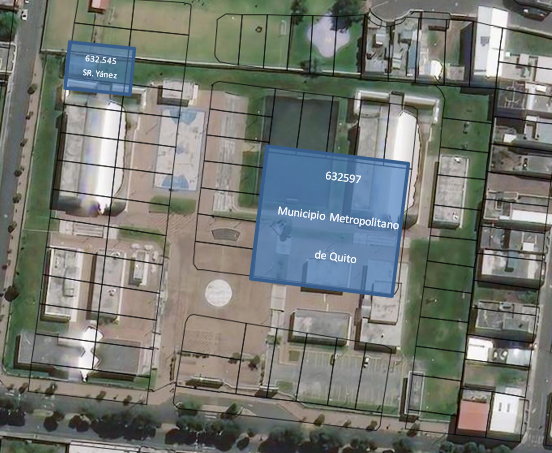 632.545
SR. Yánez
632597
Municipio Metropolitano
de Quito